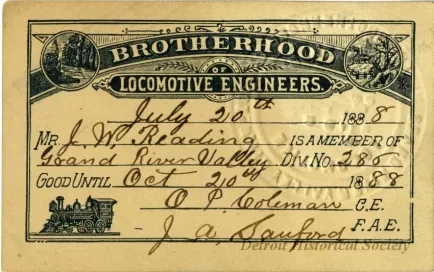 BROTHERHOOD
OF
LOCOMOTIVE ENGINEERS.
July 20th 1888
MR J. W. Reading IS A MEMBER OF
Grand River Valley DIV. NO. 286
GOOD UNTIL Oct 20th 1888
O. P. Coleman C.E.
J. A. Sanford F.A.E.
Detroit Historical Society